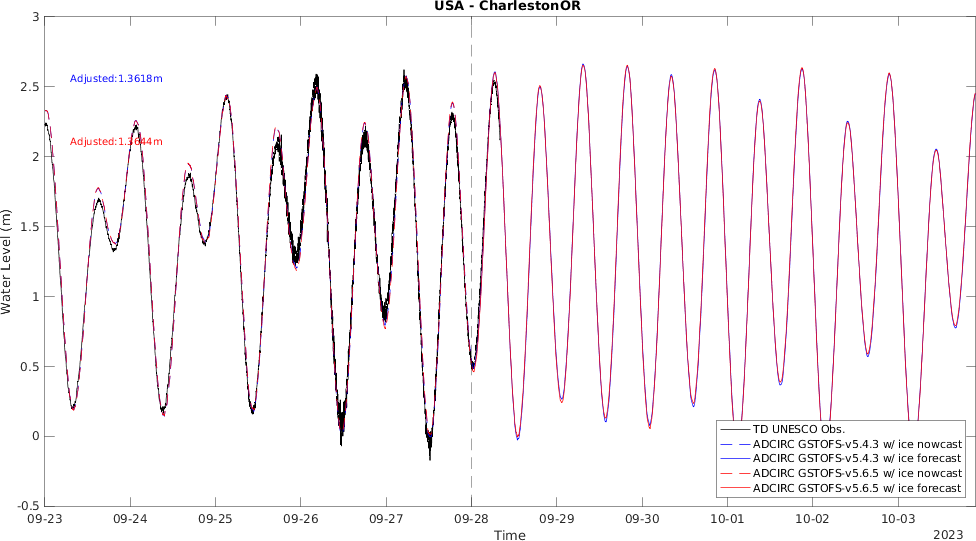 USA - CharlestonOR
3
2.5
2
1.5
1
0.5
0
-0.5
Water Level (m)
Adjusted:1.3618m
Adjusted:1.3644m
TD UNESCO Obs.
ADCIRC GSTOFS-v5.4.3 w/ ice nowcast
ADCIRC GSTOFS-v5.4.3 w/ ice forecast
ADCIRC GSTOFS-v5.6.5 w/ ice nowcast
ADCIRC GSTOFS-v5.6.5 w/ ice forecast
09-23 09-24 09-25 09-26 09-27 09-28 09-29 09-30 10-01 10-02 10-03
Time
2023